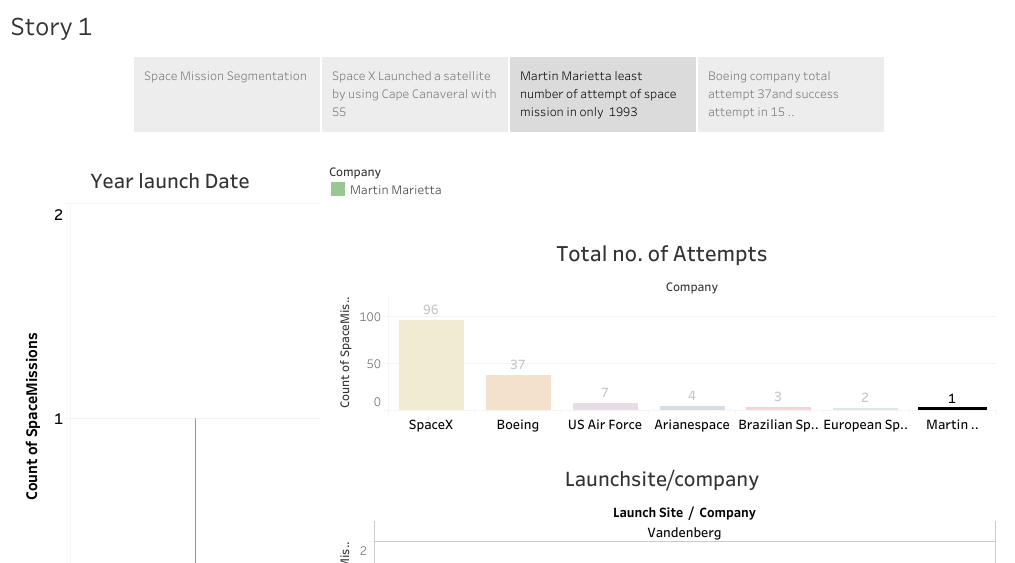 Story 1
Space Mission Segmentation
Space X Launched a satellite
by using Cape Canaveral with
55
Martin Marietta least
number of attempt of space
mission in only 1993
Boeing company total
attempt 37and success
attempt in 15 ..
Year launch Date
2
1
Count of SpaceMissions
Company
Martin Marietta
Total no. of Attempts
Company
Count of SpaceMis..
100
50
0
96
37
7
4
3
2
1
SpaceX
Boeing
US Air Force
Arianespace
Brazilian Sp..
European Sp..
Martin ..
Launchsite/company
Launch Site / Company
Vandenberg
2
Mis..